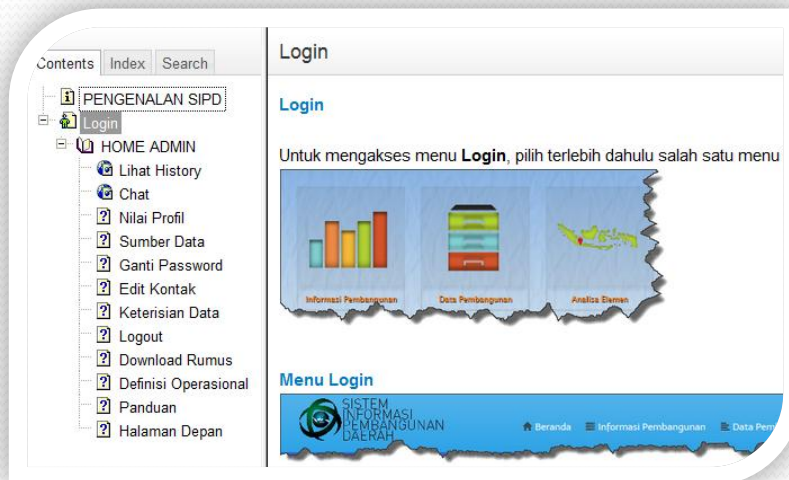 Contents Index Search
PENGENALAN SIPD
Login
HOME ADMIN
Lihat History
Chat
Nilai Profil
Sumber Data
Ganti Password
Edit Kontak
Keterisian Data
Logout
Download Rumus
Definisi Operasional
Panduan
Halaman Depan
Login
Login
Untuk mengakses menu Login, pilih terlebih dahulu salah satu menu
Informasi Pembangunan Data Pembangunan Analisa Elemen
Menu Login
SISTEM
INFORMASI
PEMBANGUNAN
DAERAH
Beranda Informasi Pembangunan Data Pem